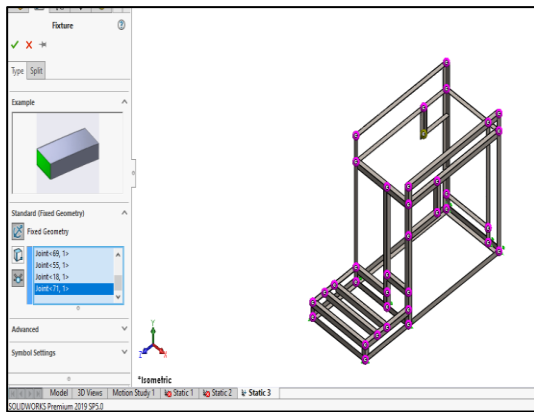 Fixture
Type Split
Example
Standard (Fixed Geometry)
Fixed Geometry
Joint<69, 1>
Joint<55, 1>
Joint<18, 1>
Joint<71, 1>
Advanced
Symbol Settings
Y
Z X
*Isometric
Model 3D Views Motion Study 1 Static 1 Static 2 Static 3
SOLIDWORKS Premium 2019 SP5.0